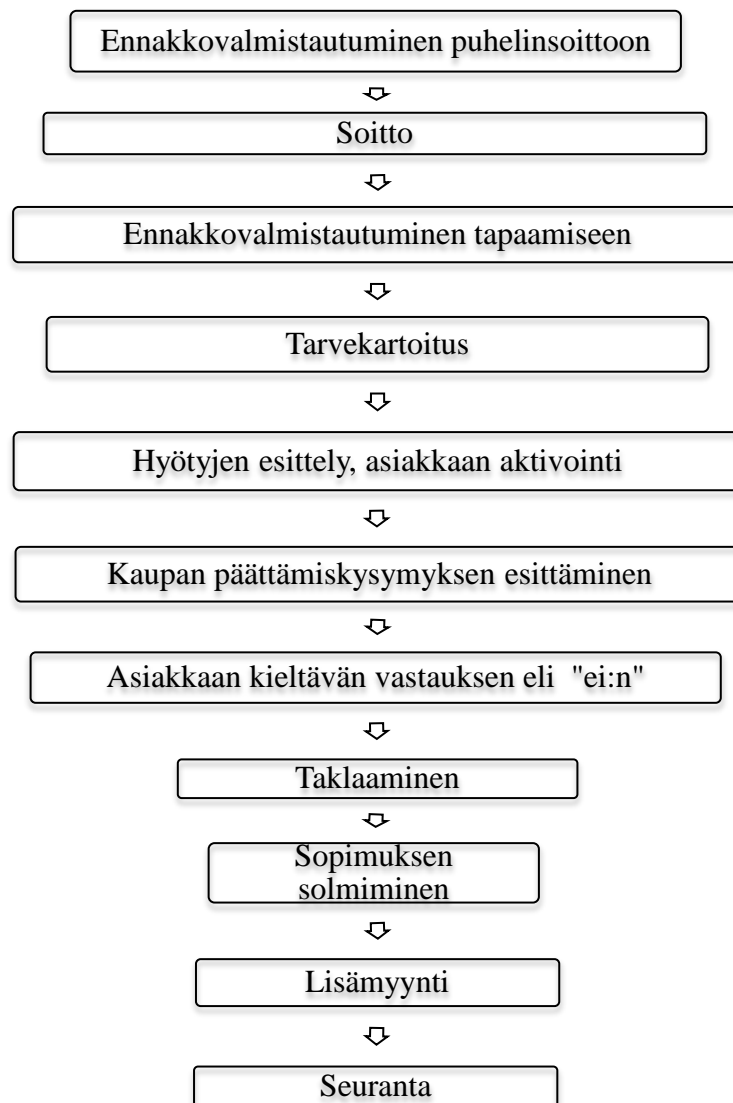 Ennakkovalmistautuminen puhelinsoittoon
Soitto
Ennakkovalmistautuminen tapaamiseen
Tarvekartoitus
Hyötyjen esittely, asiakkaan aktivointi
Kaupan päättämiskysymyksen esittäminen
Asiakkaan kieltävän vastauksen eli "ei:n"
Taklaaminen
Sopimuksen
solmiminen
Lisämyynti
Seuranta